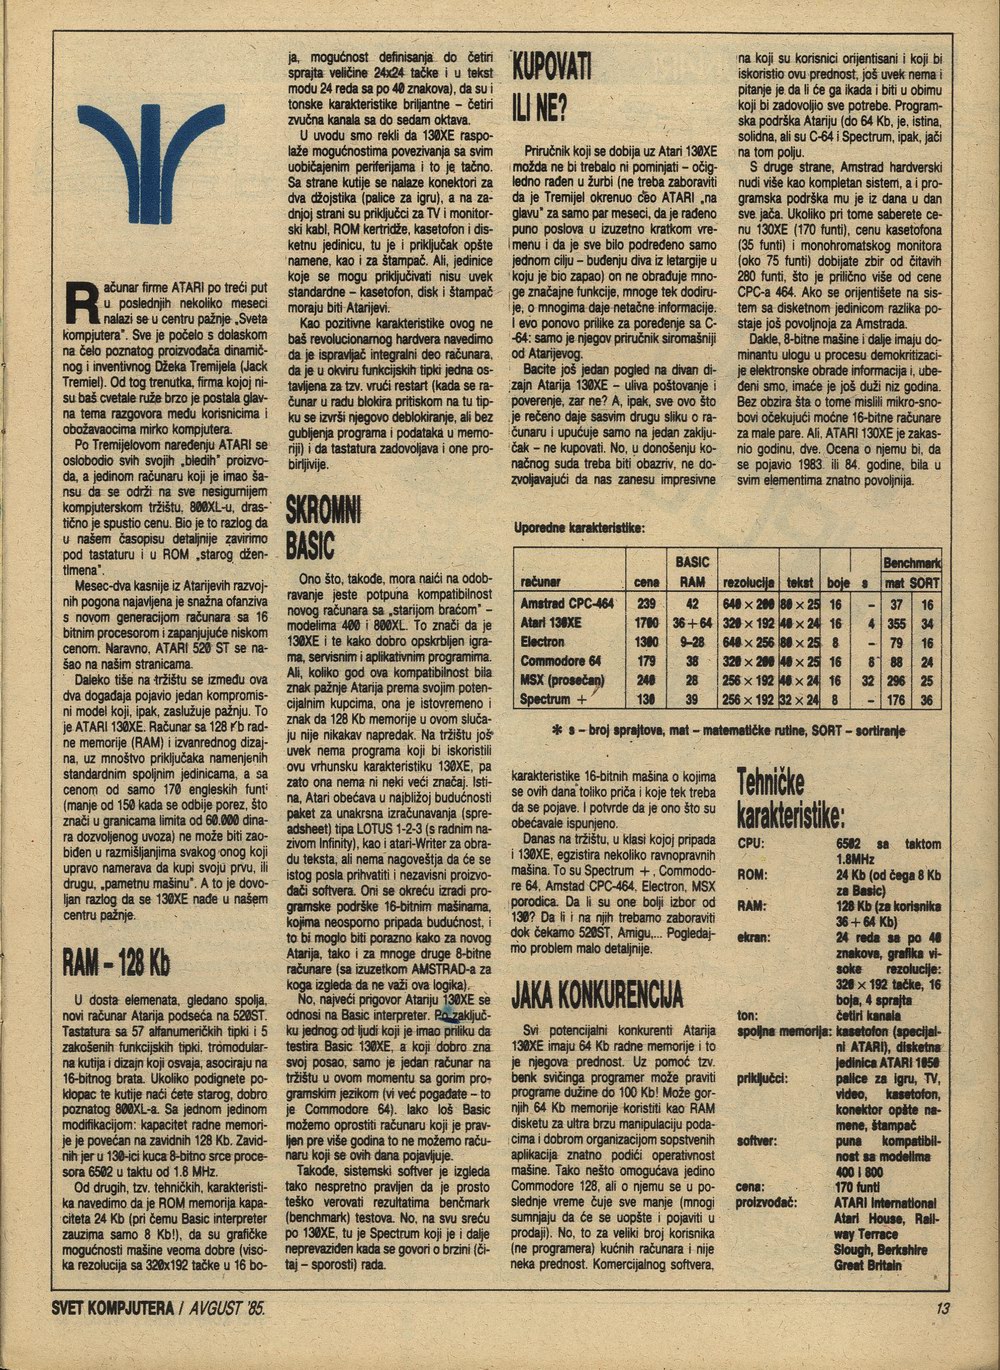 Računar firme ATARI po treći put
u poslednjih nekoliko meseci
nalazi se u centru pažnje „Sveta
kompjutera". Sve je počelo s dolaskom
na čelo poznatog proizvođača dinamič-
nog i inventivnog Džeka Tremijela (Jack
Tremiel). Od tog trenutka, firma kojoj ni-
su baš cvetale ruže brzo je postala glav-
na tema razgovora među korisnicima i
obožavaocima mirko kompjutera.
Po Tremijelovom naređenju ATARI se
oslobodio svih svojih „bledih" proizvo-
da, a jedinom računaru koji je imao šan-
su da se održi na sve nesigurnijem
kompjuterskom tržištu, 800XL-u, dras-
tično je spustio cenu. Bio je to razlog da
u našem časopisu detaljnije zavirimo
pod tastaturu i u ROM „starog džen-
tlmena".
Mesec-dva kasnije iz Atarijevih razvoj-
nih pogona najavljena je snažna ofanziva
s novom generacijom računara sa 16
bitnim procesorom i zapanjujuće niskom
cenom. Naravno, ATARI 520 ST se na-
šao na našim stranicama.
Daleko tiše na tržištu se između ova
dva događaja pojavio jedan kompromis-
ni model koji, ipak, zaslužuje pažnju. To
je ATARI 130XE. Računar sa 128 Kb rad-
ne memorije (RAM) i izvanrednog dizaj-
na, uz mnoštvo priključaka namenjenih
standardnim spoljnim jedinicama, a sa
cenom od samo 170 engleskih funti
(manje od 150 kada se odbije porez, što
znači u granicama limita od 60.000 dina-
ra dozvoljenog uvoza) ne može biti zao-
biđen u razmišljanjima svakog onog koji
upravo namerava da kupi svoju prvu, ili
drugu, „pametnu mašinu". A to je dovo-
ljan razlog da se 130XE nađe u našem
centru pažnje.
RAM – 128 Kb
U dosta elemenata, gledano spolja,
novi računar Atarija podseća na 520ST.
Tastatura sa 57 alfanumeričkih tipki i 5
zakošenih funkcijskih tipki, tromodular-
na kutija i dizajn koji osvaja, asociraju na
16-bitnog brata. Ukoliko podignete po-
klopac te kutije naći ćete starog, dobro
poznatog 800XL-a. Sa jednom jedinom
modifikacijom: kapacitet radne memori-
je je povećan na zavidnih 128 Kb. Zavid-
nih jer u 130-ici kuca 8-bitno srce proce-
sora 6502 u taktu od 1.8 MHz.
Od drugih, tzv. tehničkih, karakteristi-
ka navedimo da je ROM memorija kapa-
citeta 24 Kb (pri čemu Basic interpreter
zauzima samo 8 Kb!), da su grafičke
mogućnosti mašine veoma dobre (viso-
ka rezolucija sa 320x192 tačke u 16 bo-
ja, mogućnost definisanja do četiri
sprajta veličine 24x24 tačke i u tekst
modu 24 reda sa po 40 znakova), da su i
tonske karakteristike briljantne – četiri
zvučna kanala sa do sedam oktava.
U uvodu smo rekli da 130XE raspo-
laže mogućnostima povezivanja sa svim
uobičajenim periferijama i to je tačno.
Sa strane kutije se nalaze konektori za
dva džojstika (palice za igru), a na za-
dnjoj strani su priključci za TV i monitor-
ski kabl, ROM kertridže, kasetofon i dis-
ketnu jedinicu, tu je i priključak opšte
namene, kao i za štampač. Ali, jedinice
koje se mogu priključivati nisu uvek
standardne – kasetofon, disk i štampač
moraju biti Atarijevi.
Kao pozitivne karakteristike ovog ne
baš revolucionarnog hardvera navedimo
da je ispravljač integralni deo računara,
da je u okviru funkcijskih tipki jedna os-
tavljena za tzv. vrući restart (kada se ra-
čunar u radu blokira pritiskom na tu tip-
ku se izvrši njegovo deblokiranje, ali bez
gubljenja programa i podataka u memo-
riji) i da tastatura zadovoljava i one pro-
birljivije.
SKROMNI
BASIC
Ono što, takođe, mora naići na odob-
ravanje jeste potpuna kompatibilnost
novog računara sa „starijom braćom" –
modelima 400 i 800XL. To znači da je
130XE i te kako dobro opskrbljen igra-
ma, servisnim i aplikativnim programima.
Ali, koliko god ova kompatibilnost bila
znak pažnje Atarija prema svojim poten-
cijalnim kupcima, ona je istovremeno i
znak da 128 Kb memorije u ovom sluča-
ju nije nikakav napredak. Na tržištu još
uvek nema programa koji bi iskoristili
ovu vrhunsku karakteristiku 130XE, pa
zato ona nema ni neki veći značaj. Isti-
na, Atari obećava u najbližoj budućnosti
paket za unakrsna izračunavanja (spre-
adsheet) tipa LOTUS 1-2-3 (s radnim na-
zivom Infinity), kao i atari-Writer za obra-
du teksta, ali nema nagoveštja da će se
istog posla prihvatiti i nezavisni proizvo-
đači softvera. Oni se okreću izradi pro-
gramske podrške 16-bitnim mašinama,
kojima neosporno pripada budućnost, i
to bi moglo biti porazno kako za novog
Atarija, tako i za mnoge druge 8-bitne
računare (sa izuzetkom AMSTRAD-a za
koga izgleda da ne važi ova logika).
No, najveći prigovor Atariju 130XE se
odnosi na Basic interpreter. Po zaključ-
ku jednog od ljudi koji je imao priliku da
testira Basic 130XE, a koji dobro zna
svoj posao, samo je jedan računar na
tržištu u ovom momentu sa gorim pro-
gramskim jezikom (vi već pogađate – to
je Commodore 64). Iako loš Basic
možemo oprostiti računaru koji je prav-
ljen pre više godina to ne možemo raču-
naru koji se ovih dana pojavljuje.
Takođe, sistemski softver je izgleda
tako nespretno pravljen da je prosto
teško verovati rezultatima benčmark
(benchmark) testova. No, na svu sreću
po 130XE, tu je Spectrum koji je i dalje
neprevaziđen kada se govori o brzini (či-
taj – sporosti) rada.
KUPOVATI
ILI NE?
Priručnik koji se dobija uz Atari 130XE
možda ne bi trebalo ni pominjati – očig-
ledno rađen u žurbi (ne treba zaboraviti
da je Tremijel okrenuo ceo ATARI „na
glavu" za samo par meseci, da je rađeno
puno poslova u izuzetno kratkom vre-
menu i da je sve bilo podređeno samo
jednom cilju – buđenju diva iz letargije u
koju je bio zapao) on ne obrađuje mno-
ge značajne funkcije, mnoge tek dodiru-
je, o mnogima daje netačne informacije.
I evo ponovo prilike za poređenje sa C-
-64: samo je njegov priručnik siromašniji
od Atarijevog.
Bacite još jedan pogled na divan di-
zajn Atarija 130XE – uliva poštovanje i
poverenje, zar ne? A, ipak, sve ovo što
je rečeno daje sasvim drugu sliku o ra-
čunaru i upućuje samo na jedan zaklju-
čak – ne kupovati. No, u donošenju ko-
načnog suda treba biti obazriv, ne do-
zvoljavajući da nas zanesu impresivne
na koji su korisnici orijentisani i koji bi
iskoristio ovu prednost, još uvek nema i
pitanje je da li će ga ikada i biti u obimu
koji bi zadovoljio sve potrebe. Program-
ska podrška Atariju (do 64 Kb, je, istina,
solidna, ali su C-64 i Spectrum, ipak, jači
na tom polju.
S druge strane, Amstrad hardverski
nudi više kao kompletan sistem, a i pro-
gramska podrška mu je iz dana u dan
sve jača. Ukoliko pri tome saberete ce-
nu 130XE (170 funti), cenu kasetofona
(35 funti) i monohromatskog monitora
(oko 75 funti) dobijate zbir od čitavih
280 funti, što je prilično više od cene
CPC-a 464. Ako se orijentišete na sis-
tem sa disketnom jedinicom razlika po-
staje još povoljnoja za Amstrada.
Dakle, 8-bitne mašine i dalje imaju do-
minantu ulogu u procesu demokritizaci-
je elektronske obrade informacija i, ube-
đeni smo, imaće je još duži niz godina.
Bez obzira šta o tome mislili mikro-sno-
bovi očekujući moćne 16-bitne računare
za male pare. Ali, ATARI 130XE je zakas-
nio godinu, dve. Ocena o njemu bi, da
se pojavio 1983. ili 84. godine, bila u
svim elementima znatno povoljnija.
Uporedne karakteristike:
BASIC Benchmark
računar cena RAM rezolucija tekst boje s mat SORT
Amstrad CPC-464 239 42 640 × 200 80 × 25 16 – 37 16
Atari 130XE 1700 36+64 320 × 192 40 × 24 16 4 355 34
Electron 1300 9–28 640 × 256 80 × 25 8 – 79 16
Commodore 64 179 38 320 × 200 40 × 25 16 8 88 24
MSX (prosečan) 240 28 256 × 192 40 × 24 16 32 296 25
Spectrum + 130 39 256 × 192 32 × 24 8 – 176 36
* s – broj sprajtova, mat – matematičke rutine, SORT – sortiranje
karakteristike 16-bitnih mašina o kojima
se ovih dana toliko priča i koje tek treba
da se pojave. I potvrde da je ono što su
obećavale ispunjeno.
Danas na tržištu, u klasi kojoj pripada
i 130XE, egzistira nekoliko ravnopravnih
mašina. To su Spectrum +, Commodo-
re 64, Amstad CPC-464, Electron, MSX
porodica. Da li su one bolji izbor od
130? Da li i na njih trebamo zaboraviti
dok čekamo 520ST, Amigu,... Pogledaj-
mo problem malo detaljnije.
JAKA KONKURENCIJA
Svi potencijalni konkurenti Atarija
130XE imaju 64 Kb radne memorije i to
je njegova prednost. Uz pomoć tzv.
benk svičinga programer može praviti
programe dužine do 100 Kb! Može gor-
njih 64 Kb memorije koristiti kao RAM
disketu za ultra brzu manipulaciju poda-
cima i dobrom organizacijom sopstvenih
aplikacija znatno podići operativnost
mašine. Tako nešto omogućava jedino
Commodore 128, ali o njemu se u po-
slednje vreme čuje sve manje (mnogi
sumnjaju da će se uopšte i pojaviti u
prodaji). No, to za veliki broj korisnika
(ne programera) kućnih računara i nije
neka prednost. Komercijalnog softvera,
Tehničke
karakteristike:
CPU: 6502 sa taktom
1.8MHz
ROM: 24 Kb (od čega 8 Kb
za Basic)
RAM: 128 Kb (za korisnika
36+64 Kb)
ekran: 24 reda sa po 40
znakova, grafika vi-
soke rezolucije:
320 × 192 tačke, 16
boja, 4 sprajta
ton: četiri kanala
spoljna memorija: kasetofon (specijal-
ni ATARI), disketna
jedinica ATARI 1050
priključci: palice za igru, TV,
video, kasetofon,
konektor opšte na-
mene, štampač
softver: puna kompatibil-
nost sa modelima
400 i 800
cena: 170 funti
proizvođač: ATARI International
Atari House, Rail-
way Terrace
Slough, Berkshire
Great Britain
SVET KOMPJUTERA / AVGUST '85. 13